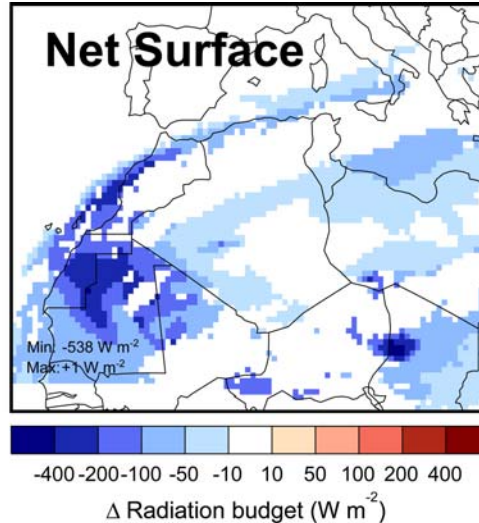 Net Surface
Min: -538 W m⁻²
Max:+1 W m⁻²
-400 -200 -100 -50 -10 10 50 100 200 400
Δ Radiation budget (W m⁻²)